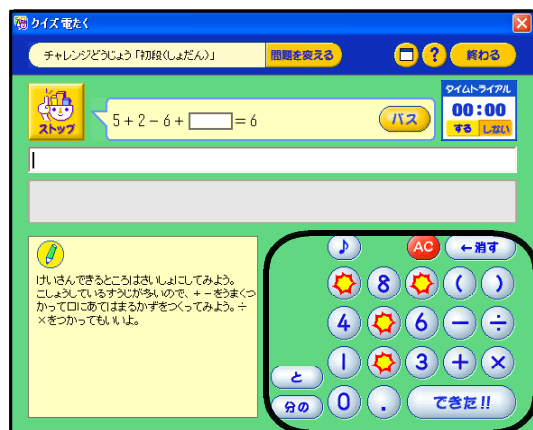 クイズ電たく
チャレンジどうじょう「初段(しょだん)」 問題を変える ? 終わる
ストップ 5+2-6+□=6 パス タイムトライアル
00:00
する しない
けいさんできるところはさいしょにしてみよう。
こしょうしているすうじが多いので、+-をうまくつ
かって口にあてはまるかずをつくってみよう。÷
×をつかってもいいよ。
♪ AC ←消す
8 ( )
4 6 - ÷
1 3 + ×
と
分の 0 . できた!!